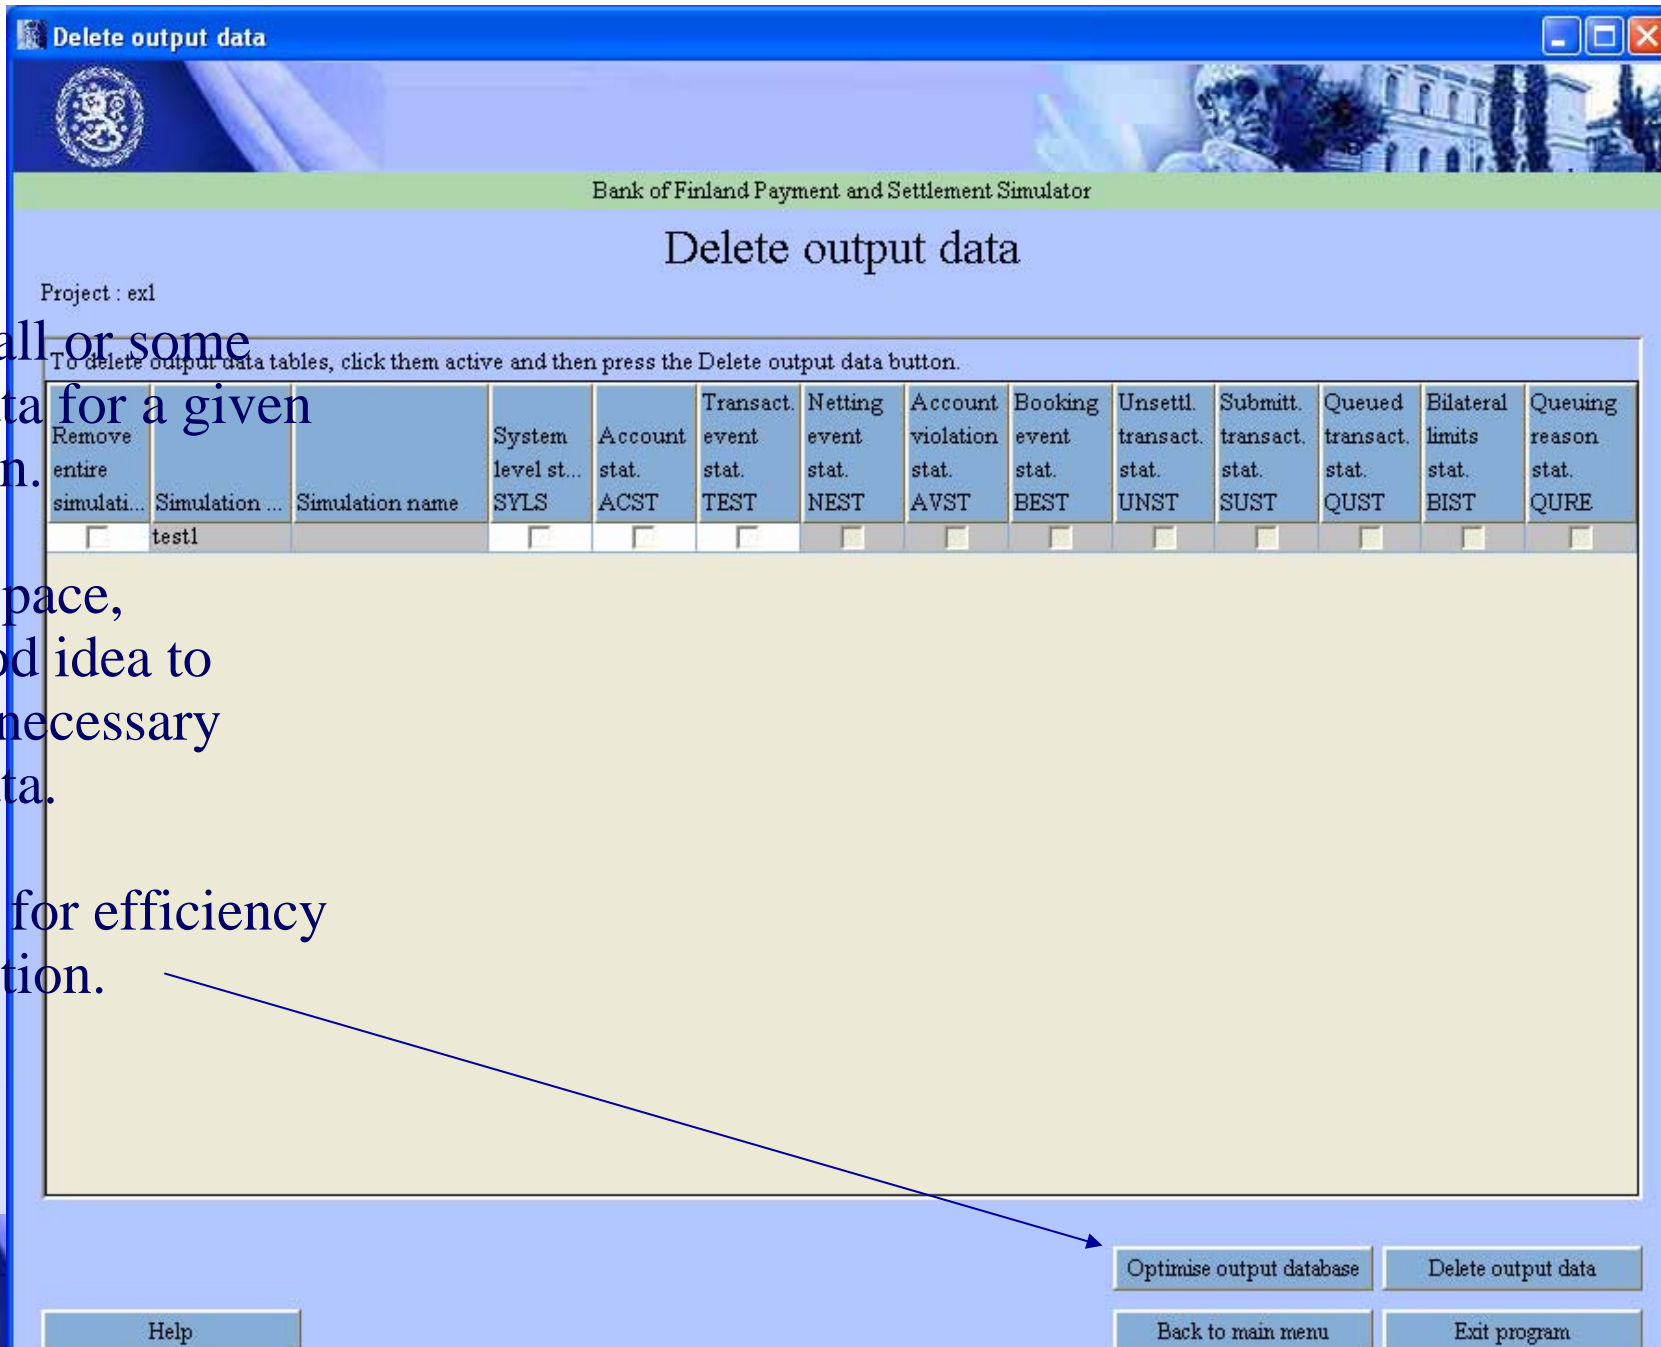 Delete output data
Bank of Finland Payment and Settlement Simulator
Delete output data
Project : ex1
all or some
for a given
pace,
idea to
necessary
for efficiency
To delete output data tables, click them active and then press the Delete output data button.
Remove entire simulati...
Simulation ...
Simulation name
System level st... SYLS
Account stat. ACST
Transact. event stat. TEST
Netting event stat. NEST
Account violation stat. AVST
Booking event stat. BEST
Unsettl. transact. stat. UNST
Submitt. transact. stat. SUST
Queued transact. stat. QUST
Bilateral limits stat. BIST
Queuing reason stat. QURE
test1
Optimise output database
Delete output data
Help
Back to main menu
Exit program